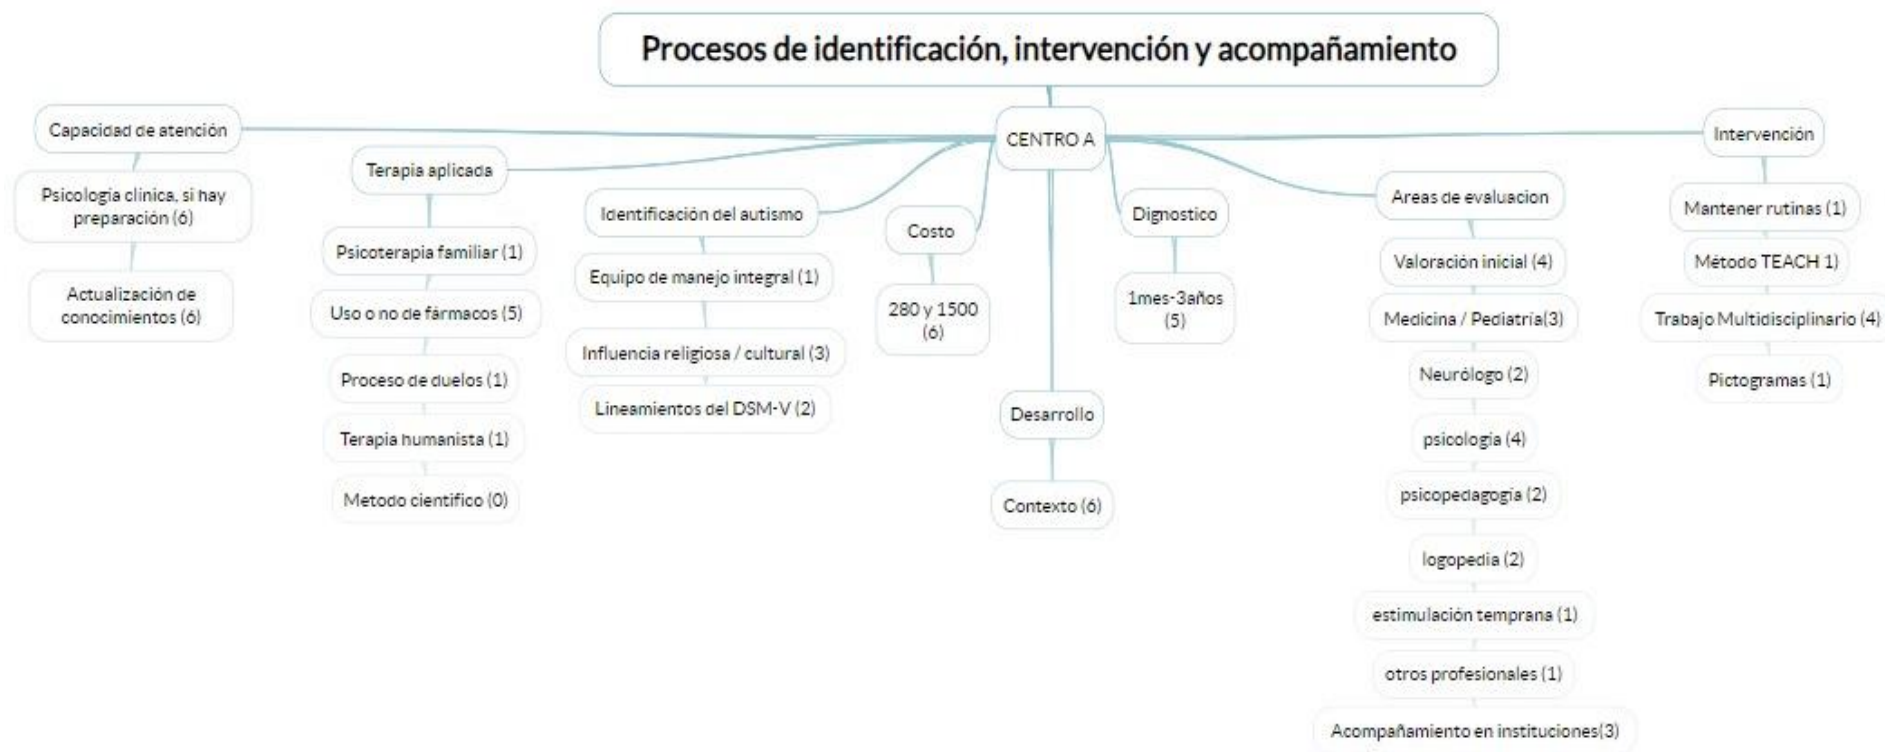 Procesos de identificación, intervención y acompañamiento
CENTRO A
Capacidad de atención
Psicología clínica, si hay
preparación (6)
Actualización de
conocimientos (6)
Terapia aplicada
Psicoterapia familiar (1)
Uso o no de fármacos (5)
Proceso de duelos (1)
Terapia humanista (1)
Metodo cientifico (0)
Identificación del autismo
Equipo de manejo integral (1)
Influencia religiosa / cultural (3)
Lineamientos del DSM-V (2)
Costo
280 y 1500
(6)
Desarrollo
Contexto (6)
Dignostico
1mes-3años
(5)
Areas de evaluacion
Valoración inicial (4)
Medicina / Pediatría(3)
Neurólogo (2)
psicología (4)
psicopedagogía (2)
logopedia (2)
estimulación temprana (1)
otros profesionales (1)
Acompañamiento en instituciones(3)
Intervención
Mantener rutinas (1)
Método TEACH 1)
Trabajo Multidisciplinario (4)
Pictogramas (1)